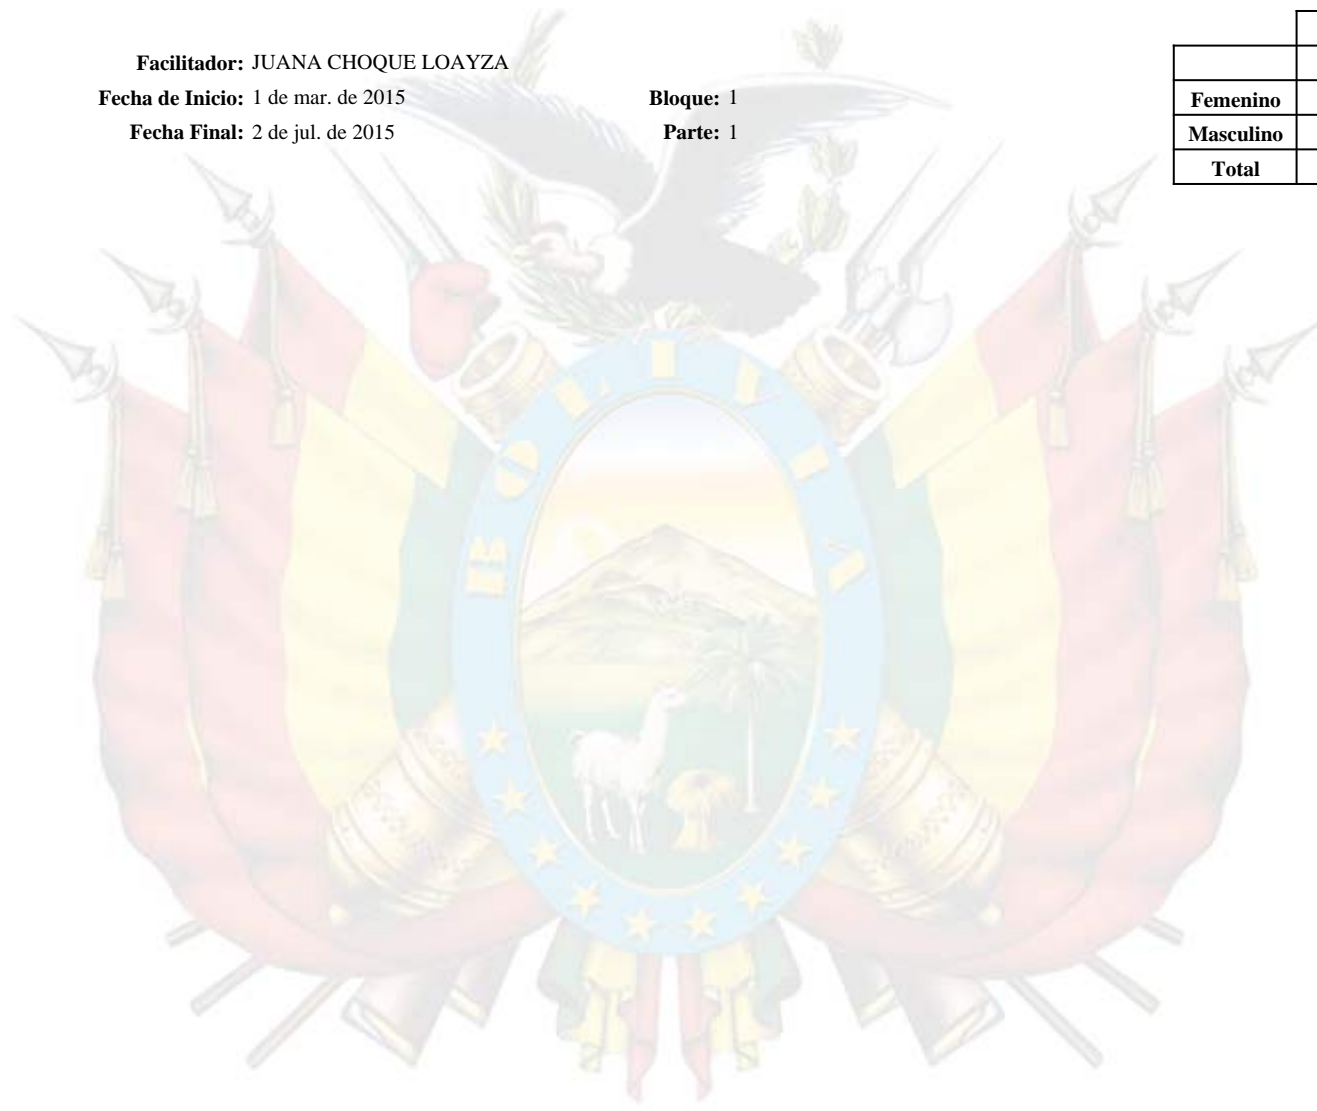 Facilitador: JUANA CHOQUE LOAYZA
Fecha de Inicio: 1 de mar. de 2015 Bloque: 1
Fecha Final: 2 de jul. de 2015 Parte: 1
Femenino
Masculino
Total
BOLIVIA